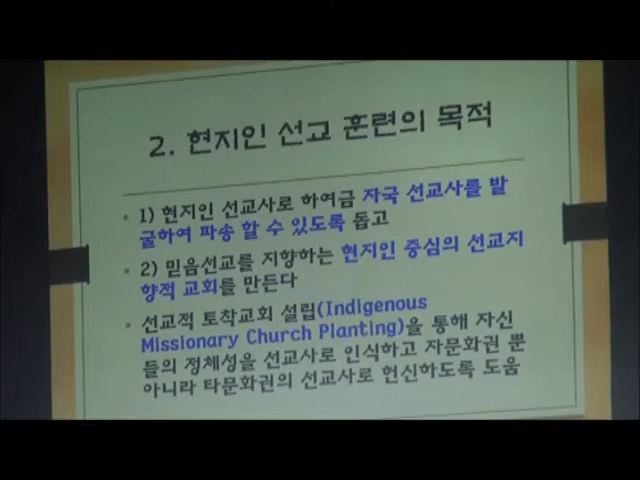 2. 현지인 선교 훈련의 목적
1) 현지인 선교사로 하여금 자국 선교사를 발
굴하여 파송 할 수 있도록 돕고
2) 믿음선교를 지향하는 현지인 중심의 선교지
향적 교회를 만든다
선교적 토착교회 설립(Indigenous
Missionary Church Planting)을 통해 자신
들의 정체성을 선교사로 인식하고 자문화권 뿐
아니라 타문화권의 선교사로 헌신하도록 도움